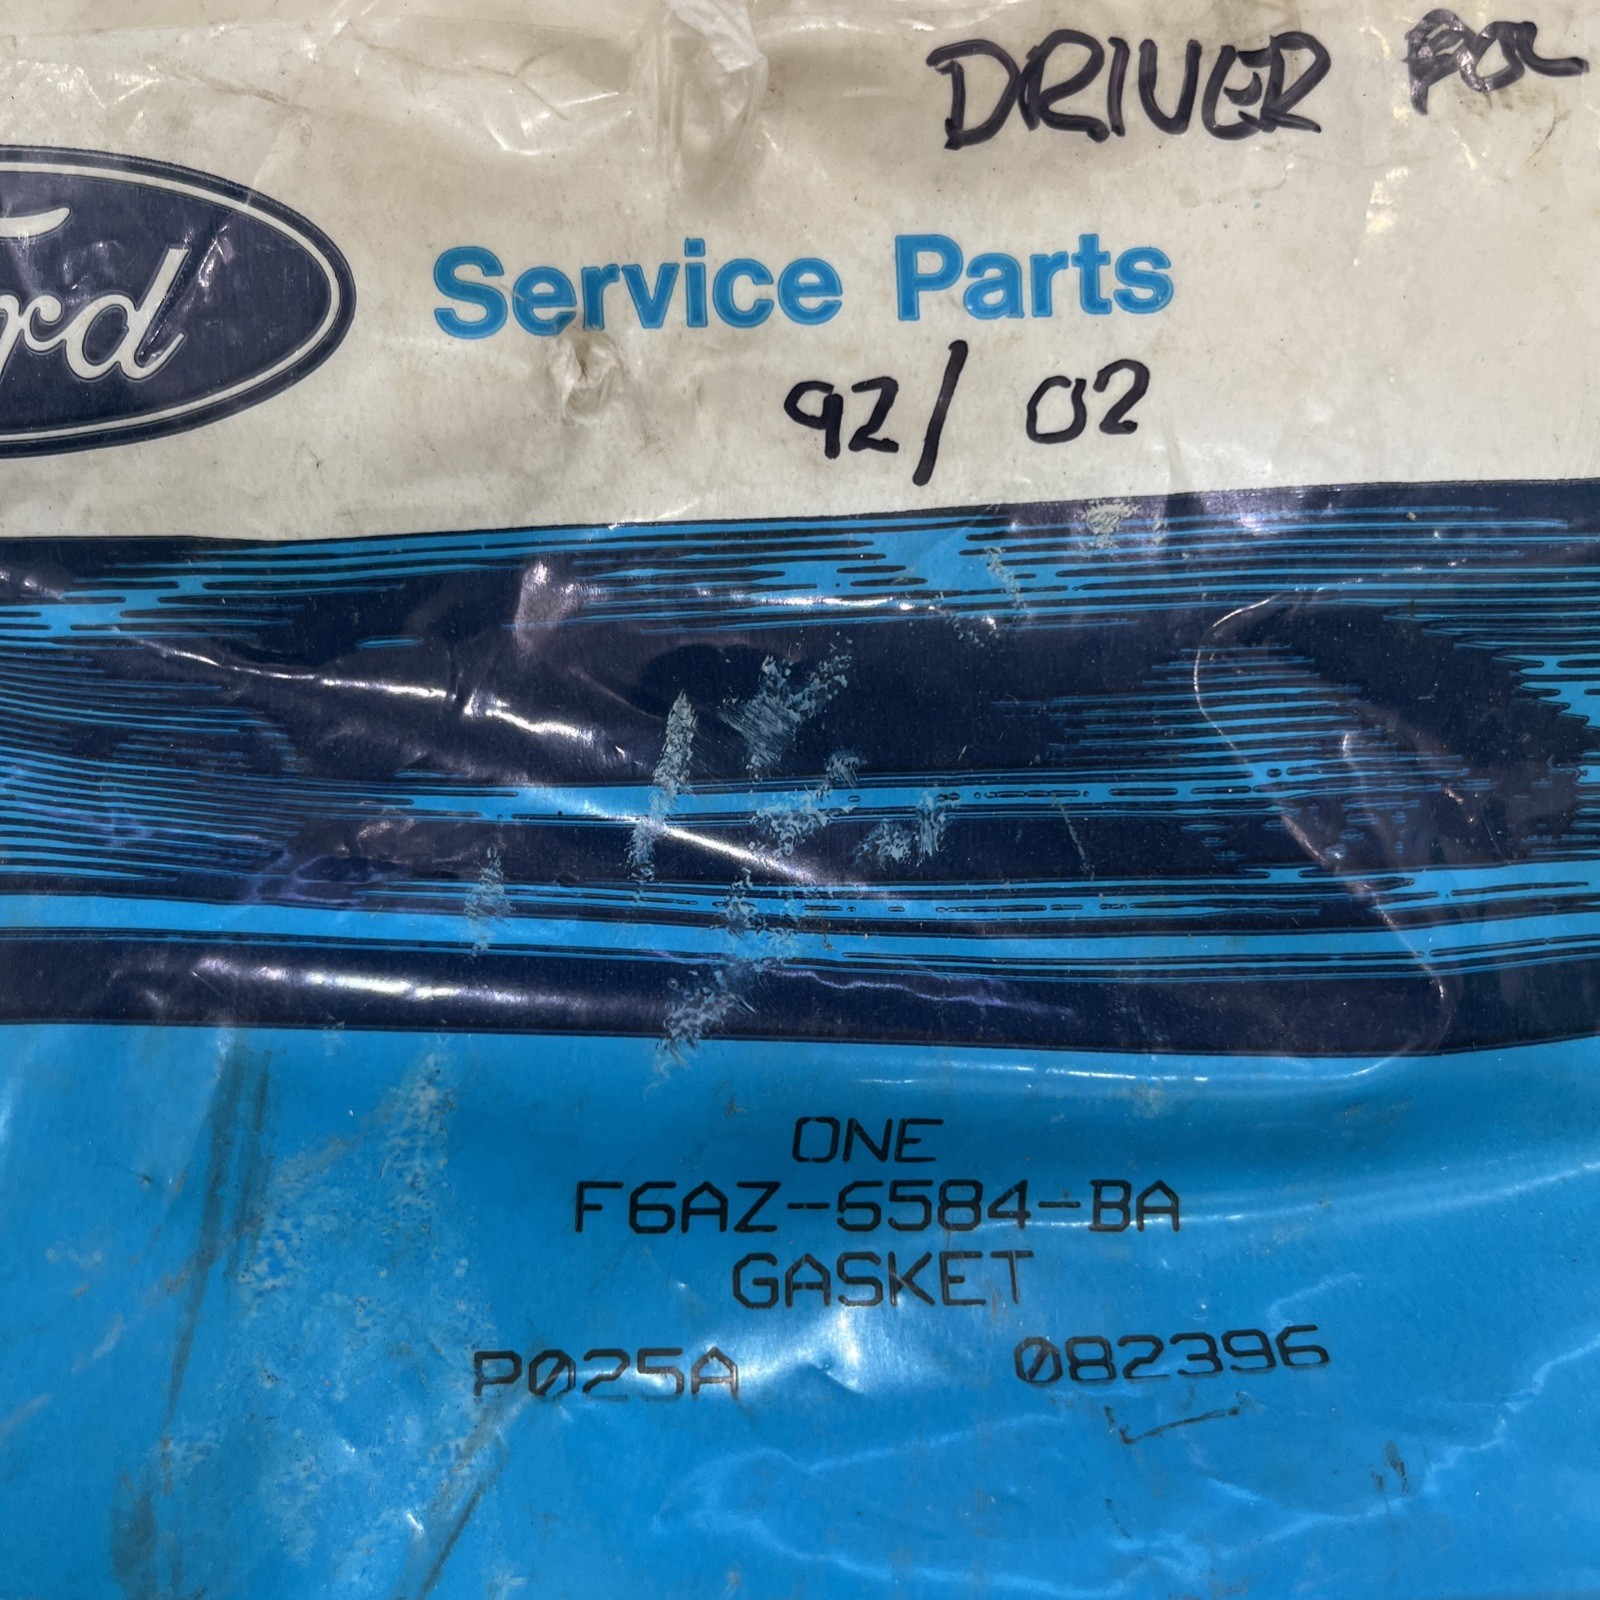 DRIVER
Ford
Service Parts
92/02
ONE
F6AZ-6584-BA
GASKET
P025A 082396